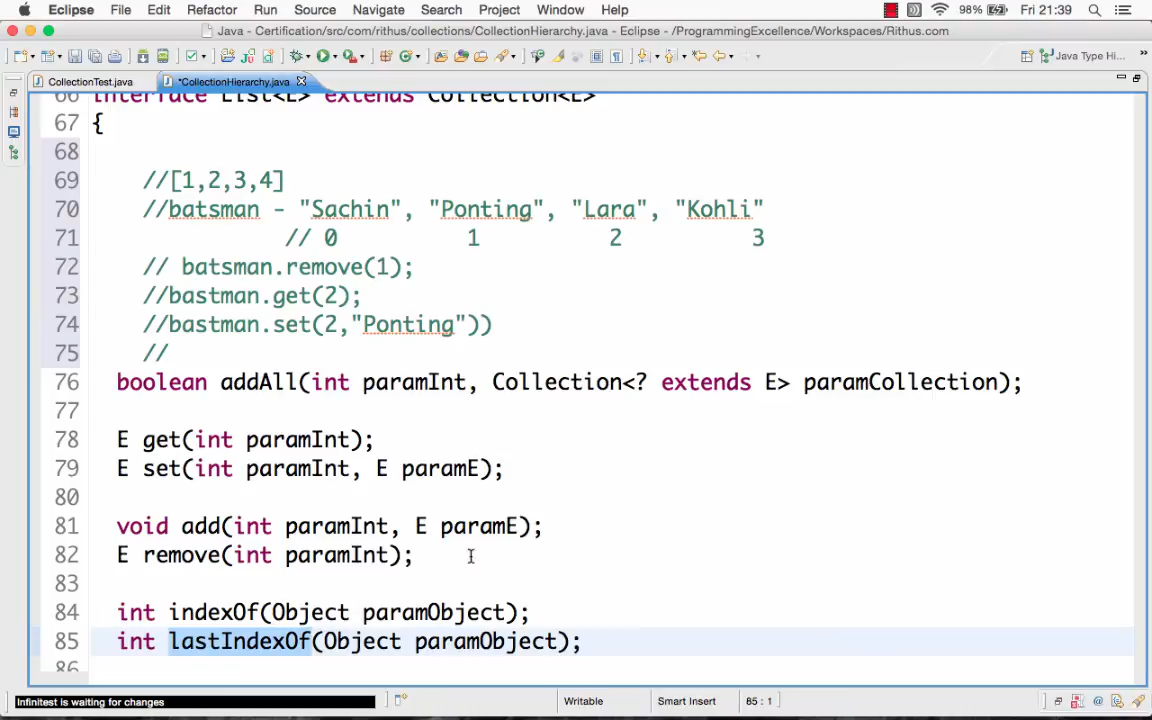 Eclipse File Edit Refactor Run Source Navigate Search Project Window Help 98% Fri 21:39
Java - Certification/src/com/rithus/collections/CollectionHierarchy.java - Eclipse - /ProgrammingExcellence/Workspaces/Rithus.com
Java Type Hi...
CollectionTest.java *CollectionHierarchy.java
66 interface List<E> extends Collection<E>
67 {
68
69 //[1,2,3,4]
70 //batsman - "Sachin", "Ponting", "Lara", "Kohli"
71 // 0 1 2 3
72 // batsman.remove(1);
73 //bastman.get(2);
74 //bastman.set(2,"Ponting"))
75 //
76 boolean addAll(int paramInt, Collection<? extends E> paramCollection);
77
78 E get(int paramInt);
79 E set(int paramInt, E paramE);
80
81 void add(int paramInt, E paramE);
82 E remove(int paramInt);
83
84 int indexOf(Object paramObject);
85 int lastIndexOf(Object paramObject);
86
Infinitest is waiting for changes Writable Smart Insert 85 : 1